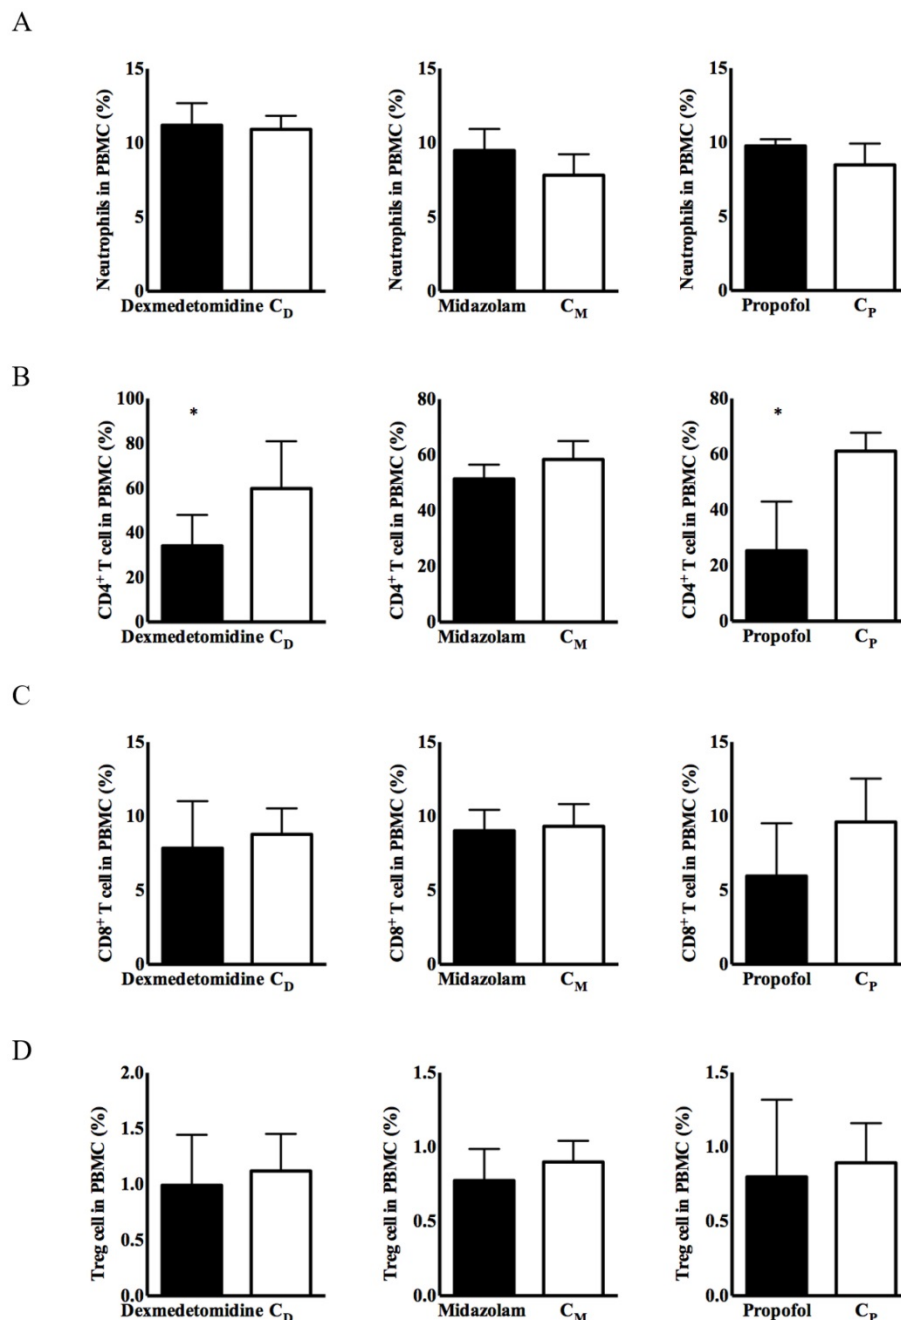 A
Neutrophils in PBMC (%)
15
10
5
0
Dexmedetomidine C_D
Neutrophils in PBMC (%)
15
10
5
0
Midazolam C_M
Neutrophils in PBMC (%)
15
10
5
0
Propofol C_P
B
CD4⁺ T cell in PBMC (%)
100
80
60
40
20
0
*
Dexmedetomidine C_D
CD4⁺ T cell in PBMC (%)
80
60
40
20
0
Midazolam C_M
CD4⁺ T cell in PBMC (%)
80
60
40
20
0
*
Propofol C_P
C
CD8⁺ T cell in PBMC (%)
15
10
5
0
Dexmedetomidine C_D
CD8⁺ T cell in PBMC (%)
15
10
5
0
Midazolam C_M
CD8⁺ T cell in PBMC (%)
15
10
5
0
Propofol C_P
D
Treg cell in PBMC (%)
2.0
1.5
1.0
0.5
0.0
Dexmedetomidine C_D
Treg cell in PBMC (%)
1.5
1.0
0.5
0.0
Midazolam C_M
Treg cell in PBMC (%)
1.5
1.0
0.5
0.0
Propofol C_P